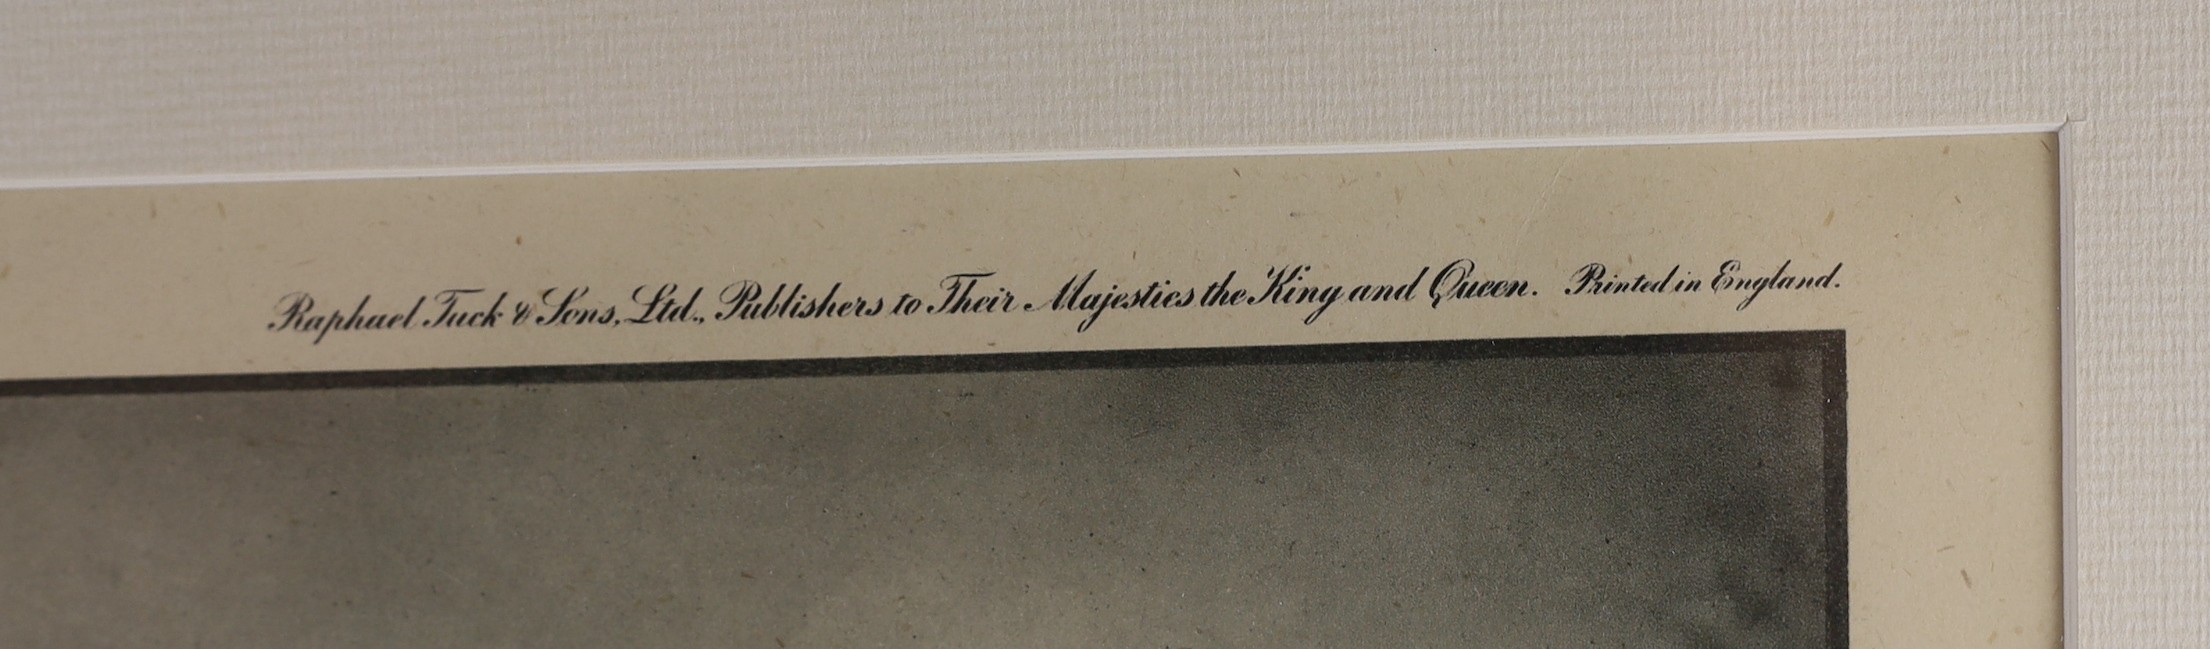 Raphael Tuck & Sons, Ltd., Publishers to Their Majesties the King and Queen. Printed in England.